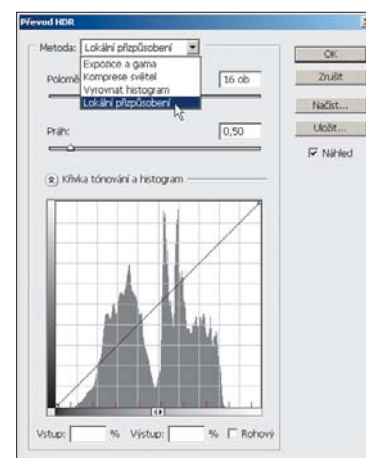 Převod HDR
Metoda: Lokální přizpůsobení
Expozice a gama
Komprese světel
Vyrovnat histogram
Lokální přizpůsobení
16 ob
Práh: 0,50
Křivka tónování a histogram
Vstup: % Výstup: % Rohový
OK
Zrušit
Načíst...
Uložit...
Náhled